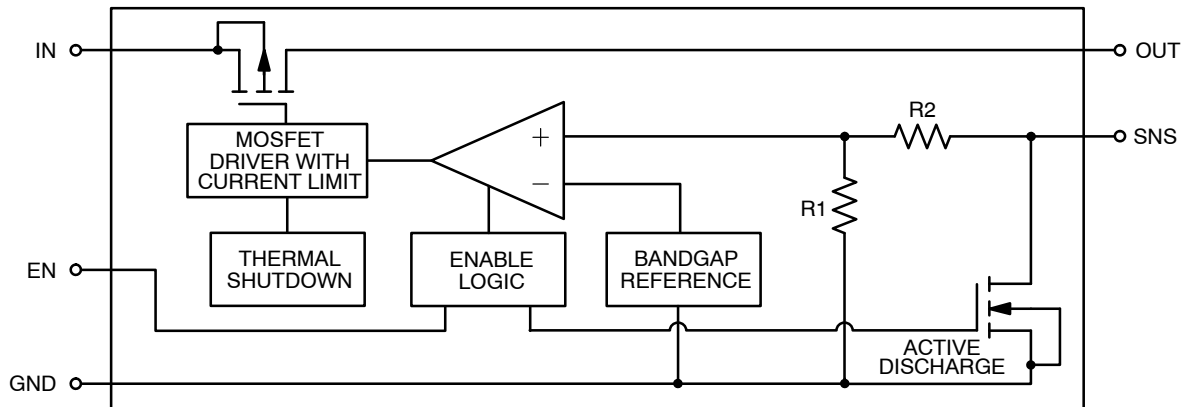 IN
OUT
R2
SNS
+
−
MOSFET
DRIVER WITH
CURRENT LIMIT
R1
THERMAL
SHUTDOWN
ENABLE
LOGIC
BANDGAP
REFERENCE
EN
ACTIVE
DISCHARGE
GND